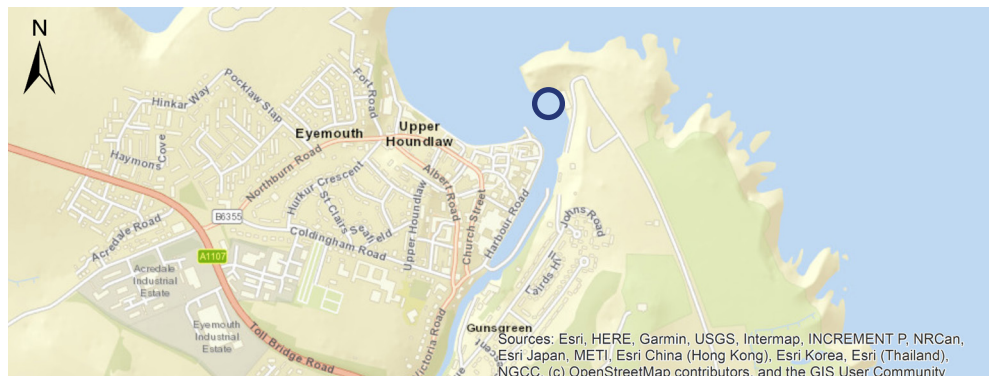 N
Pocklaw Slap
Fort Road
Hinkar Way
Upper
Houndlaw
Eyemouth
Haymons Cove
Northburn Road
Albert Road
Hurkur Crescent
St Clairs
Seafield
Upper Houndlaw
Church Street
Harbour Road
Johns Road
B6355
Acredale Road
Coldingham Road
A1107
Acredale
Industrial
Estate
Lairds Hill
Eyemouth
Industrial
Estate
Toll Bridge Road
Victoria Road
Gunsgreen
Sources: Esri, HERE, Garmin, USGS, Intermap, INCREMENT P, NRCan,
Esri Japan, METI, Esri China (Hong Kong), Esri Korea, Esri (Thailand),
NGCC, (c) OpenStreetMap contributors, and the GIS User Community